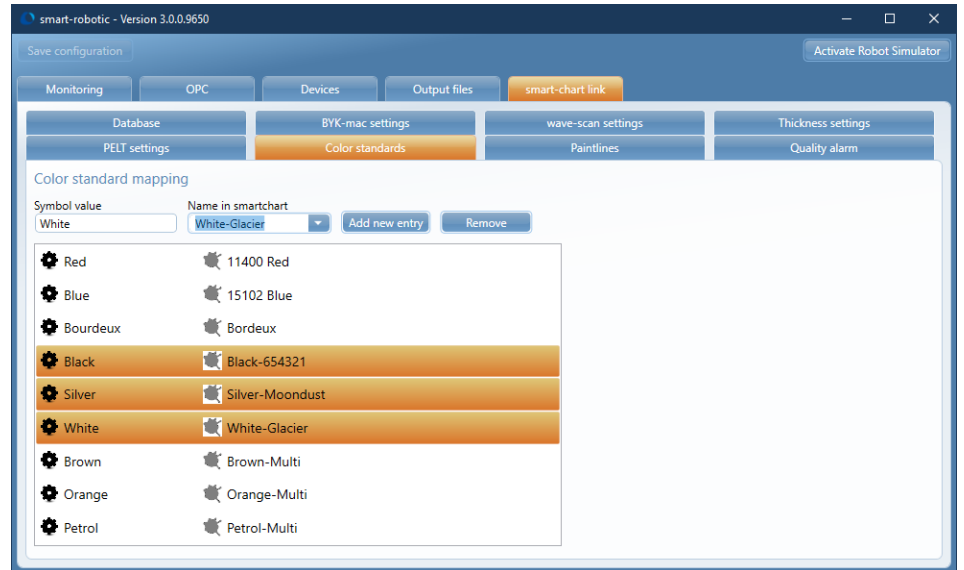 smart-robotic - Version 3.0.0.9650
Save configuration
Activate Robot Simulator
Monitoring OPC Devices Output files smart-chart link
Database BYK-mac settings wave-scan settings Thickness settings
PELT settings Color standards Paintlines Quality alarm
Color standard mapping
Symbol value Name in smartchart
White White-Glacier Add new entry Remove
Red 11400 Red
Blue 15102 Blue
Bourdeux Bordeux
Black Black-654321
Silver Silver-Moondust
White White-Glacier
Brown Brown-Multi
Orange Orange-Multi
Petrol Petrol-Multi